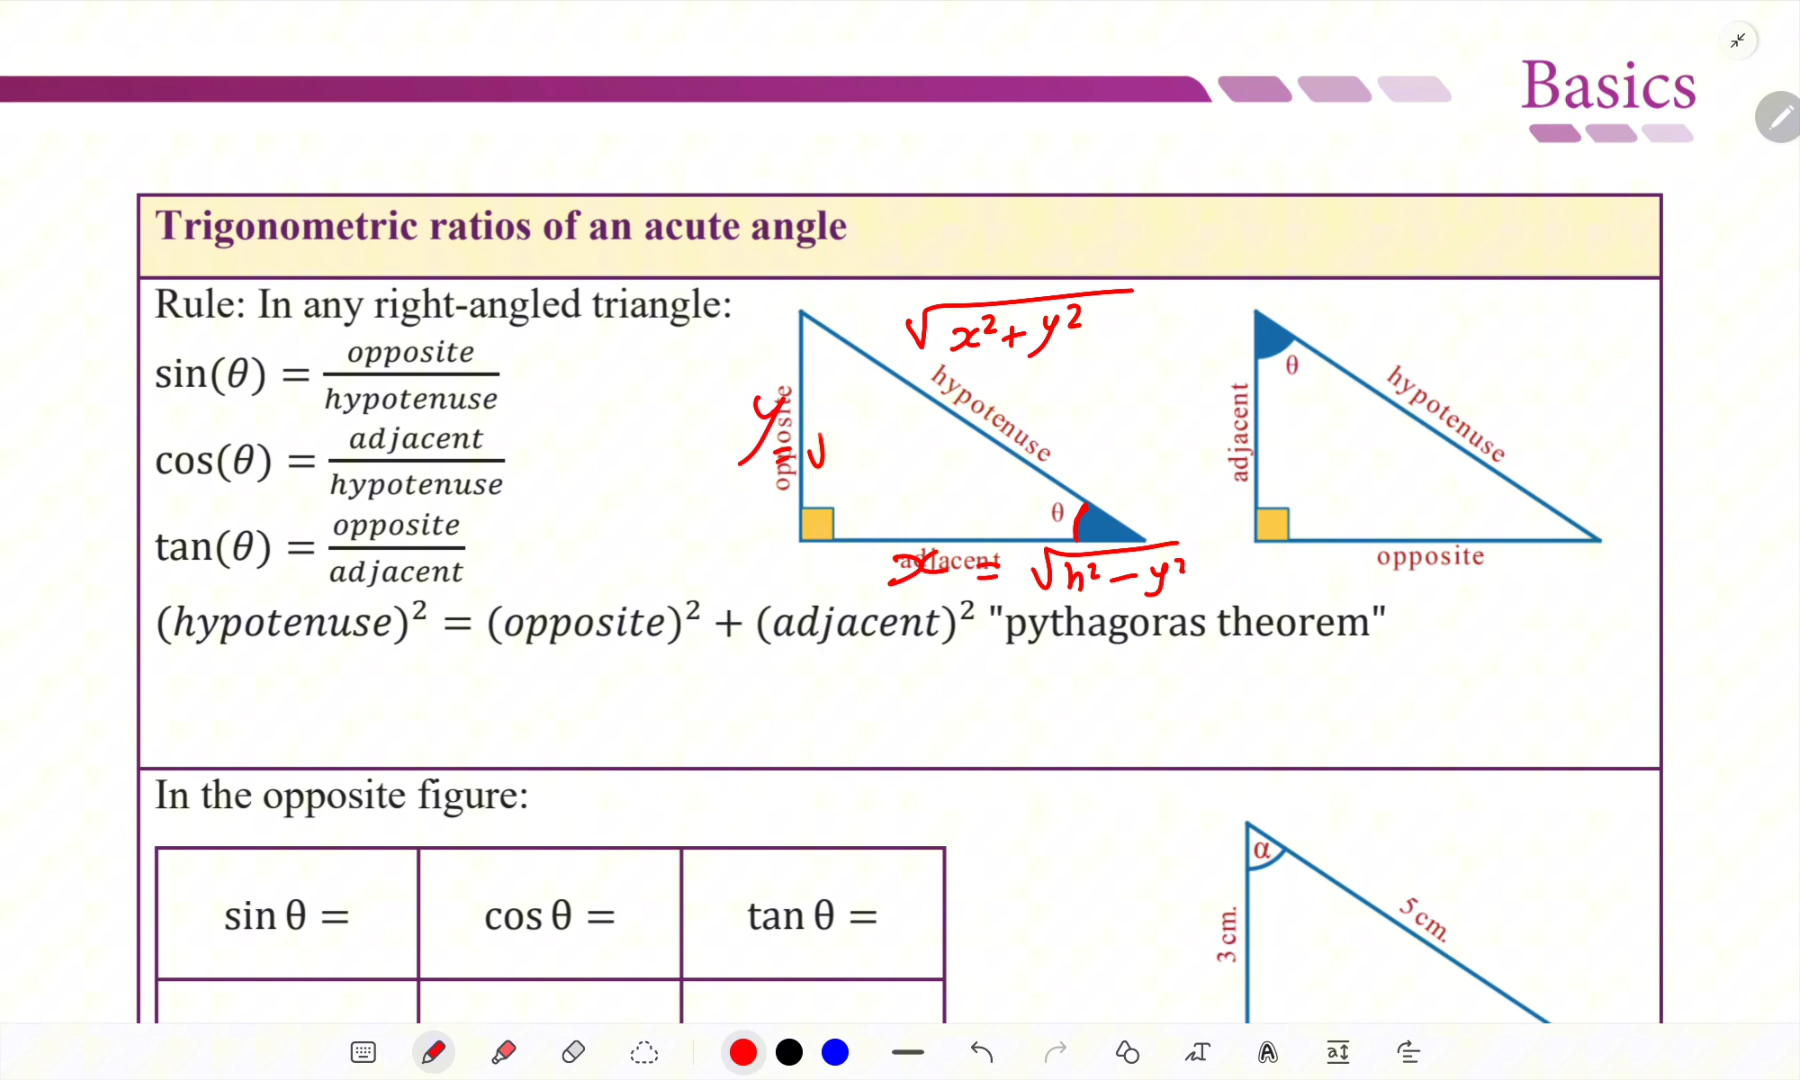 Basics
Trigonometric ratios of an acute angle
Rule: In any right-angled triangle:
sin(θ) = opposite/hypotenuse
cos(θ) = adjacent/hypotenuse
tan(θ) = opposite/adjacent
(hypotenuse)² = (opposite)² + (adjacent)² "pythagoras theorem"
√x² + y²
hypotenuse
opposite
y = √
θ
adjacent
x = √h² − y²
θ
adjacent
hypotenuse
opposite
In the opposite figure:
sin θ =
cos θ =
tan θ =
α
3 cm.
5 cm.